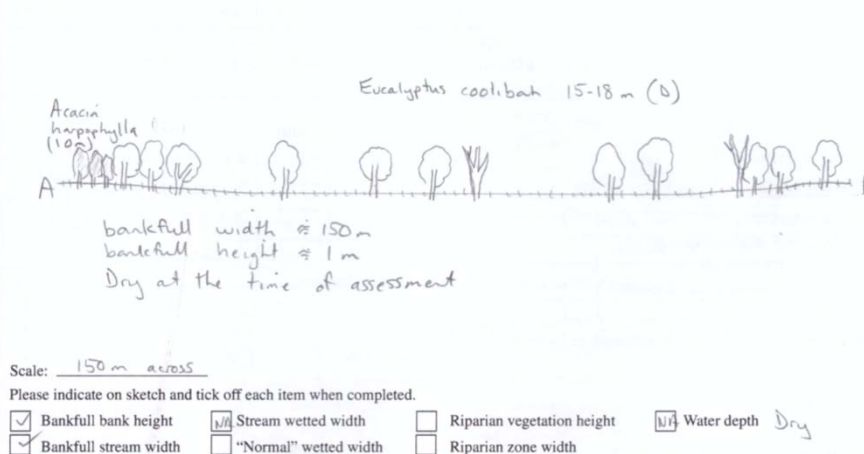 Eucalyptus coolibah 15-18 m (D)
Acacia
harpophylla
(10m)
A
bankfull width ≈ 150 m
bankfull height ≈ 1 m
Dry at the time of assessment
Scale: 150 m across
Please indicate on sketch and tick off each item when completed.
Bankfull bank height NA Stream wetted width Riparian vegetation height NA Water depth Dry
Bankfull stream width "Normal" wetted width Riparian zone width